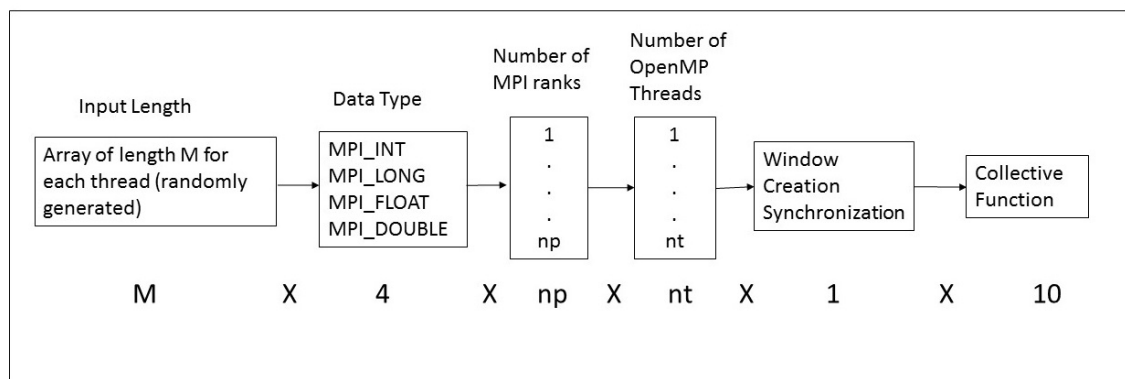 Input Length
Array of length M for
each thread (randomly
generated)
Data Type
MPI_INT
MPI_LONG
MPI_FLOAT
MPI_DOUBLE
Number of
MPI ranks
1
.
.
.
np
Number of
OpenMP
Threads
1
.
.
.
nt
Window
Creation
Synchronization
Collective
Function
M X 4 X np X nt X 1 X 10